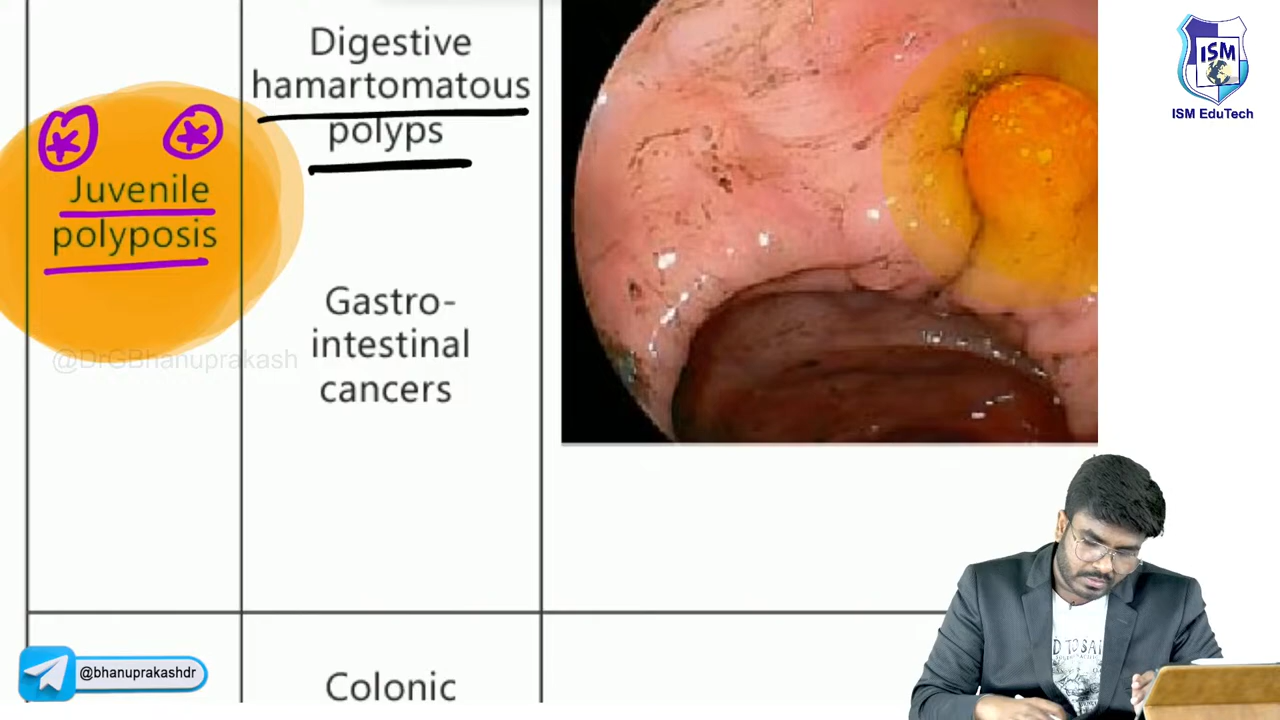 Digestive
hamartomatous
polyps
Juvenile
polyposis
Gastro-
intestinal
cancers
@DrGBhanuprakash
ISM
ISM EduTech
@bhanuprakashdr
Colonic